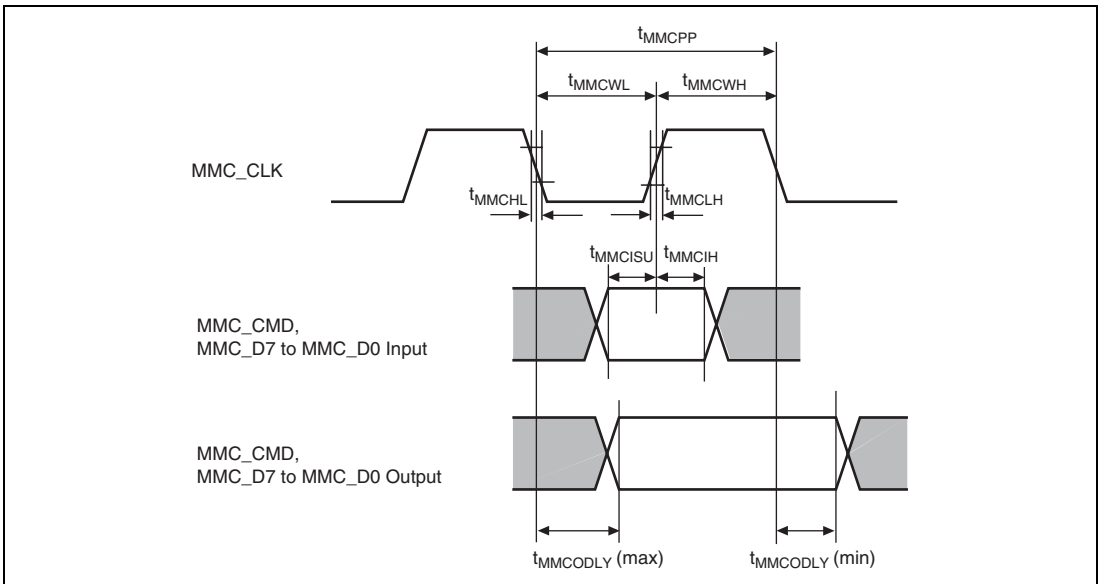 tMMCPP
tMMCWL
tMMCWH
MMC_CLK
tMMCHL
tMMCLH
tMMCISU
tMMCIH
MMC_CMD,
MMC_D7 to MMC_D0 Input
MMC_CMD,
MMC_D7 to MMC_D0 Output
tMMCODLY (max)
tMMCODLY (min)